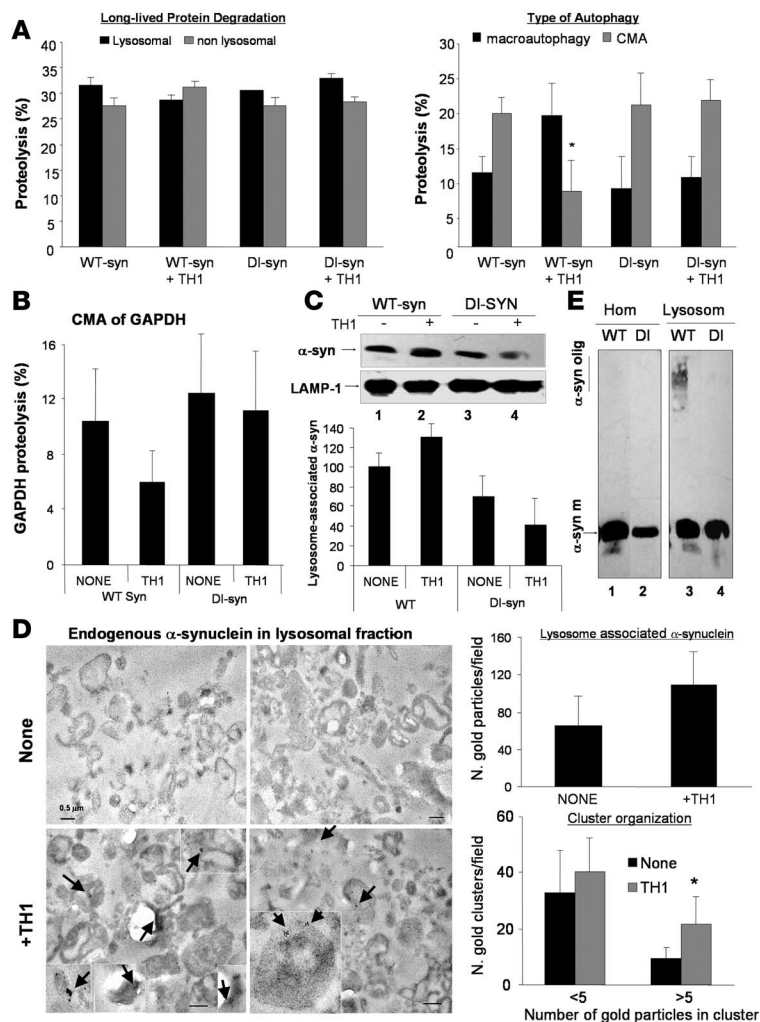 A
Long-lived Protein Degradation
Lysosomal
non lysosomal
Proteolysis (%)
40
35
30
25
20
15
10
5
0
WT-syn
WT-syn
+ TH1
DI-syn
DI-syn
+ TH1
Type of Autophagy
macroautophagy
CMA
Proteolysis (%)
30
25
20
15
10
5
0
*
WT-syn
WT-syn
+ TH1
DI-syn
DI-syn
+ TH1
B
CMA of GAPDH
GAPDH proteolysis (%)
16
12
8
4
0
NONE
TH1
NONE
TH1
WT Syn
DI-syn
C
WT-syn
DI-SYN
TH1
-
+
-
+
α-syn
LAMP-1
1
2
3
4
Lysosome-associated α-syn
140
120
100
80
60
40
20
0
NONE
TH1
NONE
TH1
WT
DI-syn
E
Hom
Lysosom
WT
DI
WT
DI
α-syn olig
α-syn m
1
2
3
4
D
Endogenous α-synuclein in lysosomal fraction
None
0.5 μm
+TH1
Lysosome associated α-synuclein
N. gold particles/field
160
120
80
40
0
NONE
+TH1
Cluster organization
N. gold clusters/field
60
40
20
0
None
TH1
*
<5
>5
Number of gold particles in cluster